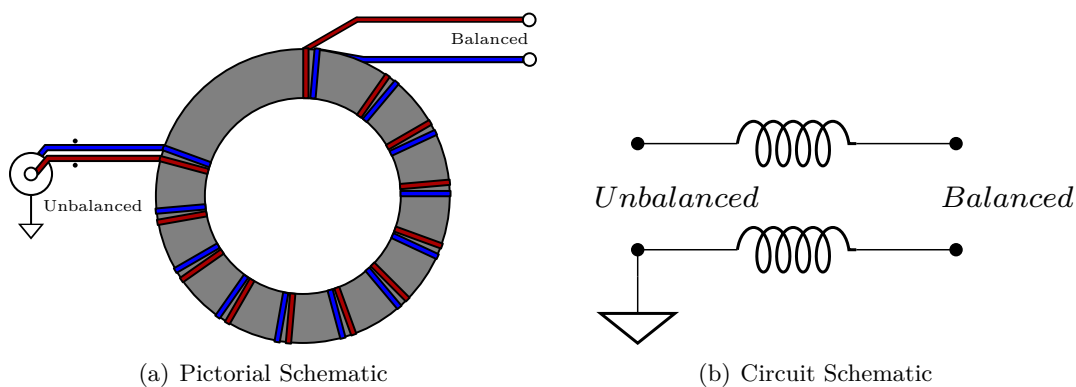 Balanced
Unbalanced
(a) Pictorial Schematic
Unbalanced
Balanced
(b) Circuit Schematic